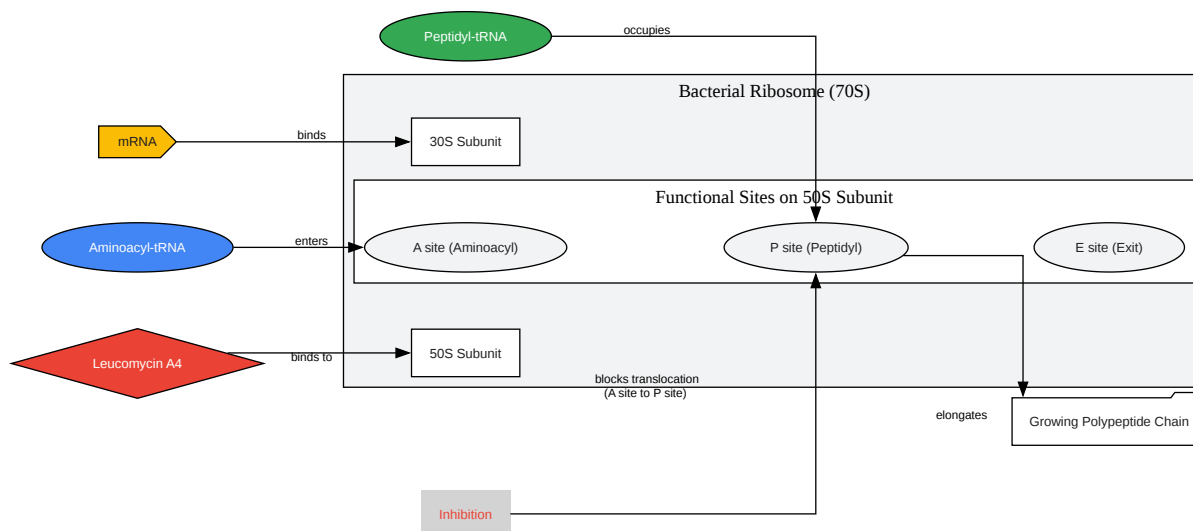 Peptidyl-tRNA
occupies
Bacterial Ribosome (70S)
mRNA
binds
30S Subunit
Functional Sites on 50S Subunit
Aminoacyl-tRNA
enters
A site (Aminoacyl)
P site (Peptidyl)
E site (Exit)
Leucomycin A4
binds to
50S Subunit
blocks translocation
(A site to P site)
elongates
Growing Polypeptide Chain
Inhibition